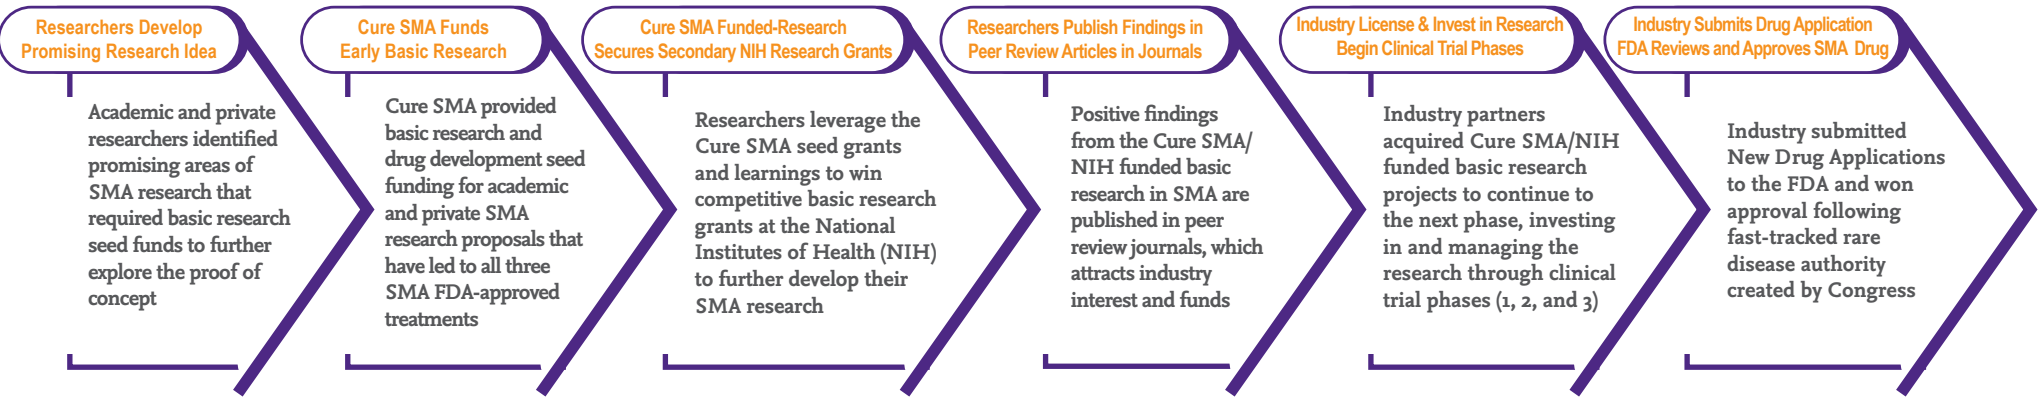 Researchers Develop
Promising Research Idea
Academic and private
researchers identified
promising areas of
SMA research that
required basic research
seed funds to further
explore the proof of
concept
Cure SMA Funds
Early Basic Research
Cure SMA provided
basic research and
drug development seed
funding for academic
and private SMA
research proposals that
have led to all three
SMA FDA-approved
treatments
Cure SMA Funded-Research
Secures Secondary NIH Research Grants
Researchers leverage the
Cure SMA seed grants
and learnings to win
competitive basic research
grants at the National
Institutes of Health (NIH)
to further develop their
SMA research
Researchers Publish Findings in
Peer Review Articles in Journals
Positive findings
from the Cure SMA/
NIH funded basic
research in SMA are
published in peer
review journals, which
attracts industry
interest and funds
Industry License & Invest in Research
Begin Clinical Trial Phases
Industry partners
acquired Cure SMA/NIH
funded basic research
projects to continue to
the next phase, investing
in and managing the
research through clinical
trial phases (1, 2, and 3)
Industry Submits Drug Application
FDA Reviews and Approves SMA Drug
Industry submitted
New Drug Applications
to the FDA and won
approval following
fast-tracked rare
disease authority
created by Congress